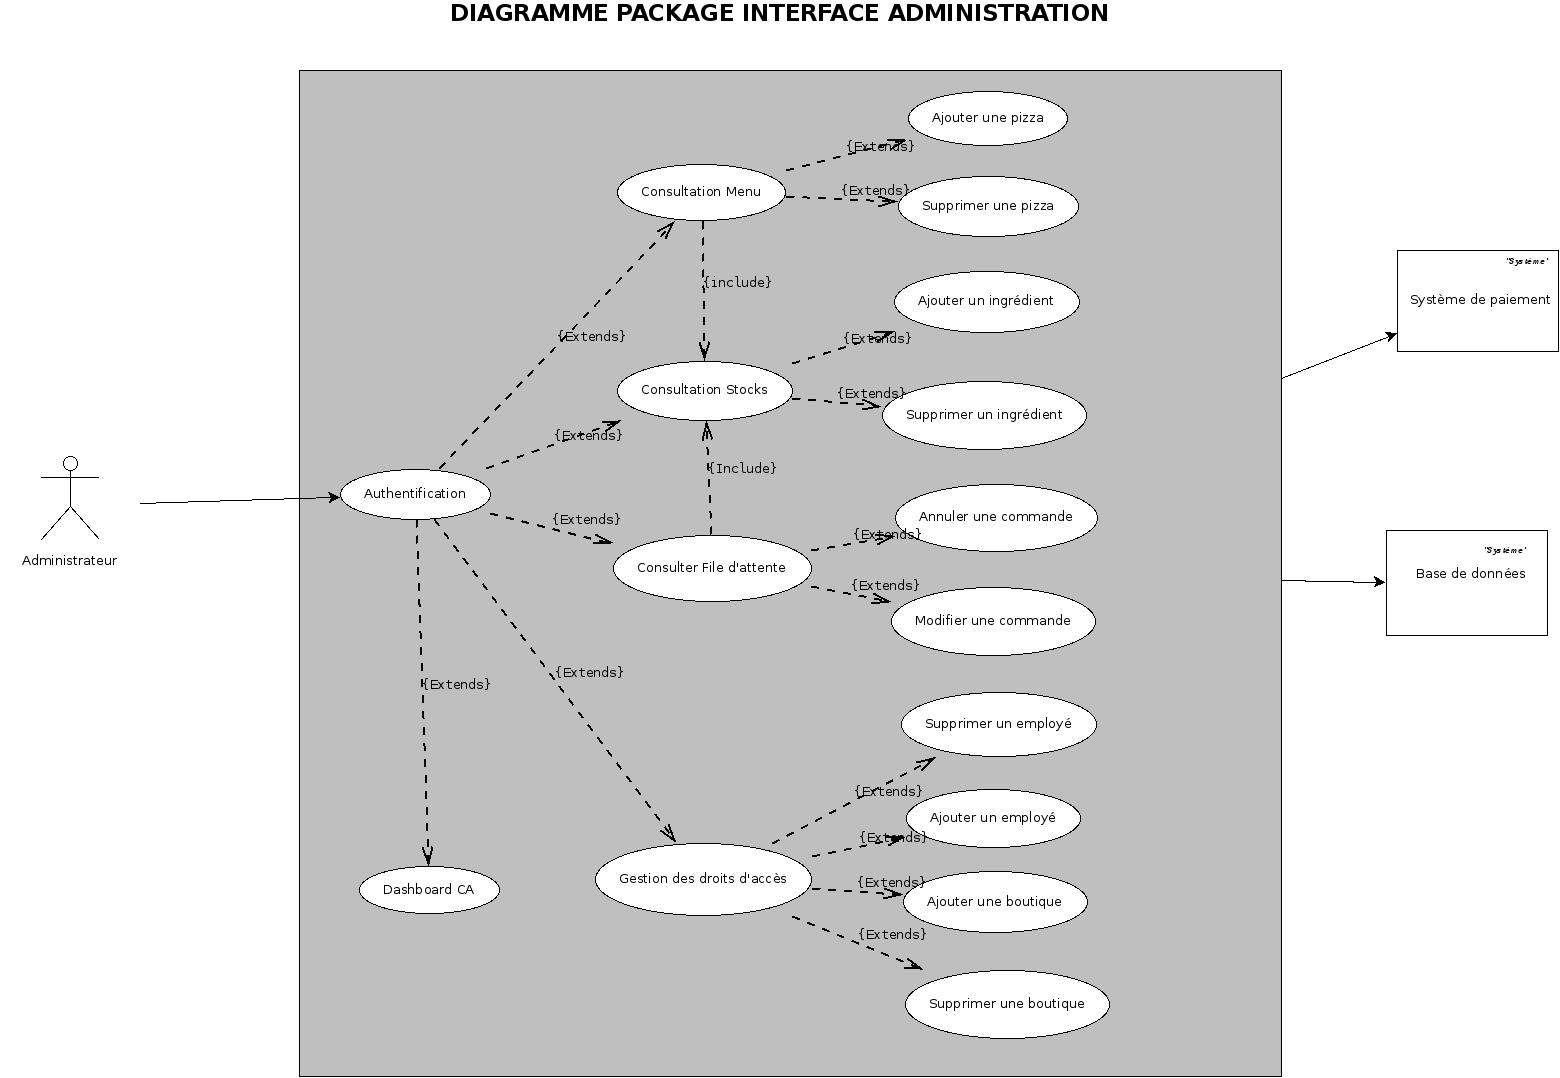 DIAGRAMME PACKAGE INTERFACE ADMINISTRATION
Ajouter une pizza
{Extends}
Consultation Menu
{Extends}
Supprimer une pizza
{include}
Ajouter un ingrédient
{Extends}
{Extends}
Consultation Stocks
{Extends}
Supprimer un ingrédient
{Extends}
{Include}
Authentification
{Extends}
Annuler une commande
{Extends}
Consulter File d'attente
{Extends}
Modifier une commande
Administrateur
{Extends}
{Extends}
Supprimer un employé
{Extends}
Ajouter un employé
{Extends}
Gestion des droits d'accès
{Extends}
Ajouter une boutique
{Extends}
Dashboard CA
Supprimer une boutique
"Système"
Système de paiement
"Système"
Base de données